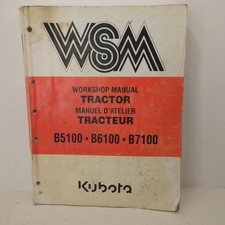 WSM
WORKSHOP MANUAL
TRACTOR
MANUEL D'ATELIER
TRACTEUR
B5100 • B6100 • B7100
Kubota